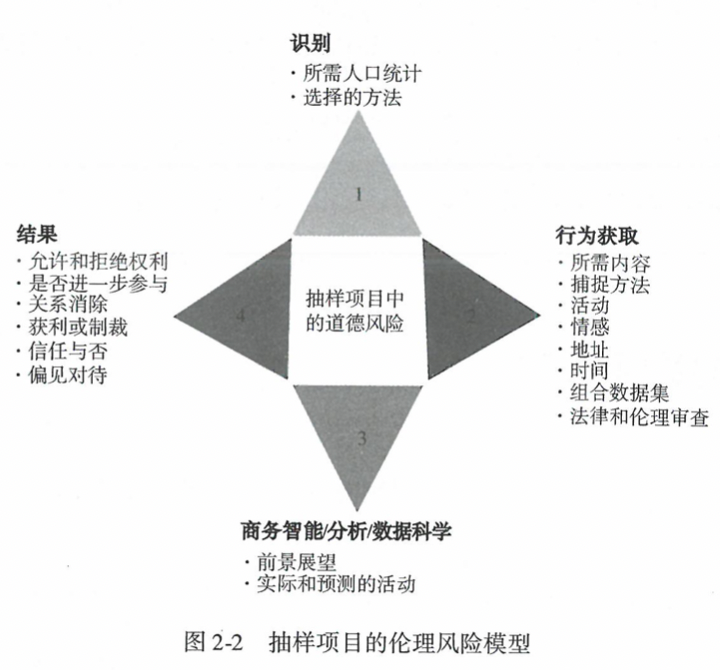 识别
· 所需人口统计
· 选择的方法
1
结果
· 允许和拒绝权利
· 是否进一步参与
· 关系消除
· 获利或制裁
· 信任与否
· 偏见对待
4
抽样项目中
的道德风险
2
行为获取
· 所需内容
· 捕捉方法
· 活动
· 情感
· 地址
· 时间
· 组合数据集
· 法律和伦理审查
3
商务智能/分析/数据科学
· 前景展望
· 实际和预测的活动
图 2-2 抽样项目的伦理风险模型